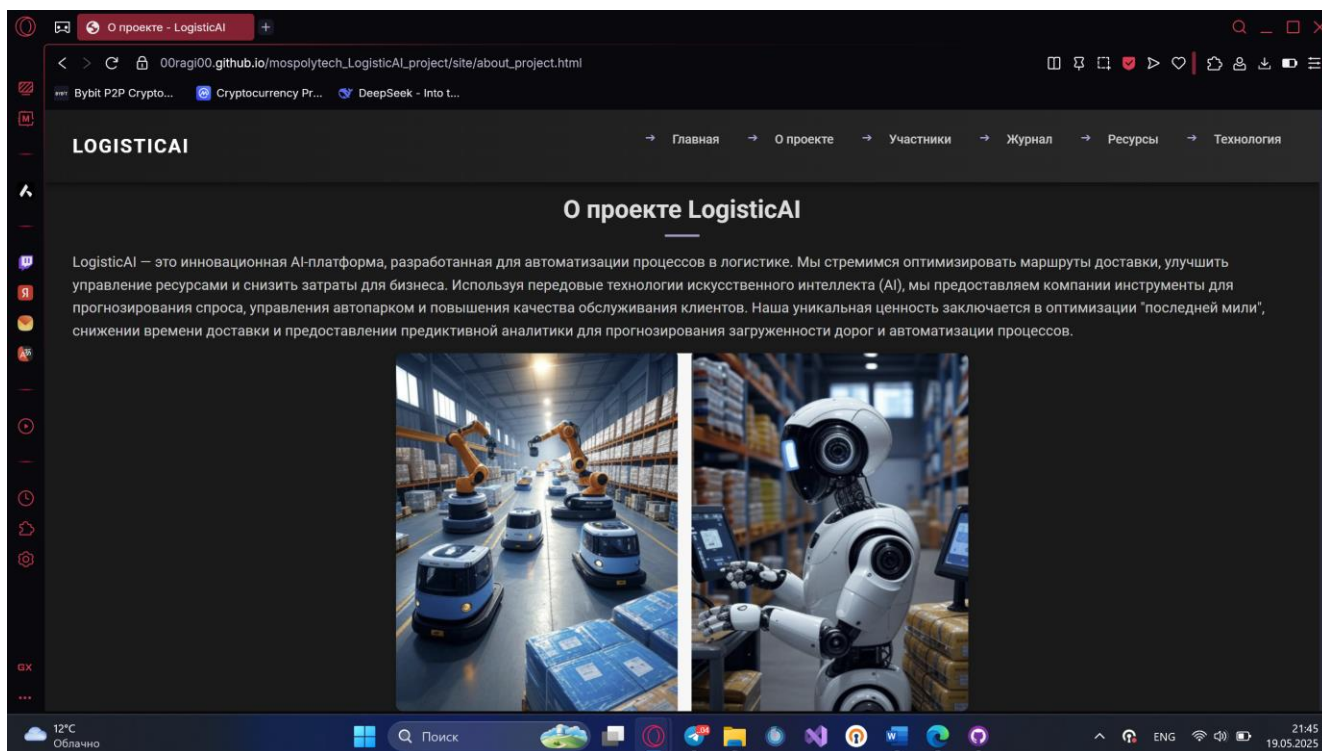 О проекте - LogisticAI
00ragi00.github.io/mospolytech_LogisticAI_project/site/about_project.html
Bybit P2P Crypto... Cryptocurrency Pr... DeepSeek - Into t...
LOGISTICAI
→ Главная → О проекте → Участники → Журнал → Ресурсы → Технология
О проекте LogisticAI
LogisticAI — это инновационная AI-платформа, разработанная для автоматизации процессов в логистике. Мы стремимся оптимизировать маршруты доставки, улучшить
управление ресурсами и снизить затраты для бизнеса. Используя передовые технологии искусственного интеллекта (AI), мы предоставляем компании инструменты для
прогнозирования спроса, управления автопарком и повышения качества обслуживания клиентов. Наша уникальная ценность заключается в оптимизации "последней мили",
снижении времени доставки и предоставлении предиктивной аналитики для прогнозирования загруженности дорог и автоматизации процессов.
GX
12°C
Облачно
Поиск
ENG
21:45
19.05.2025